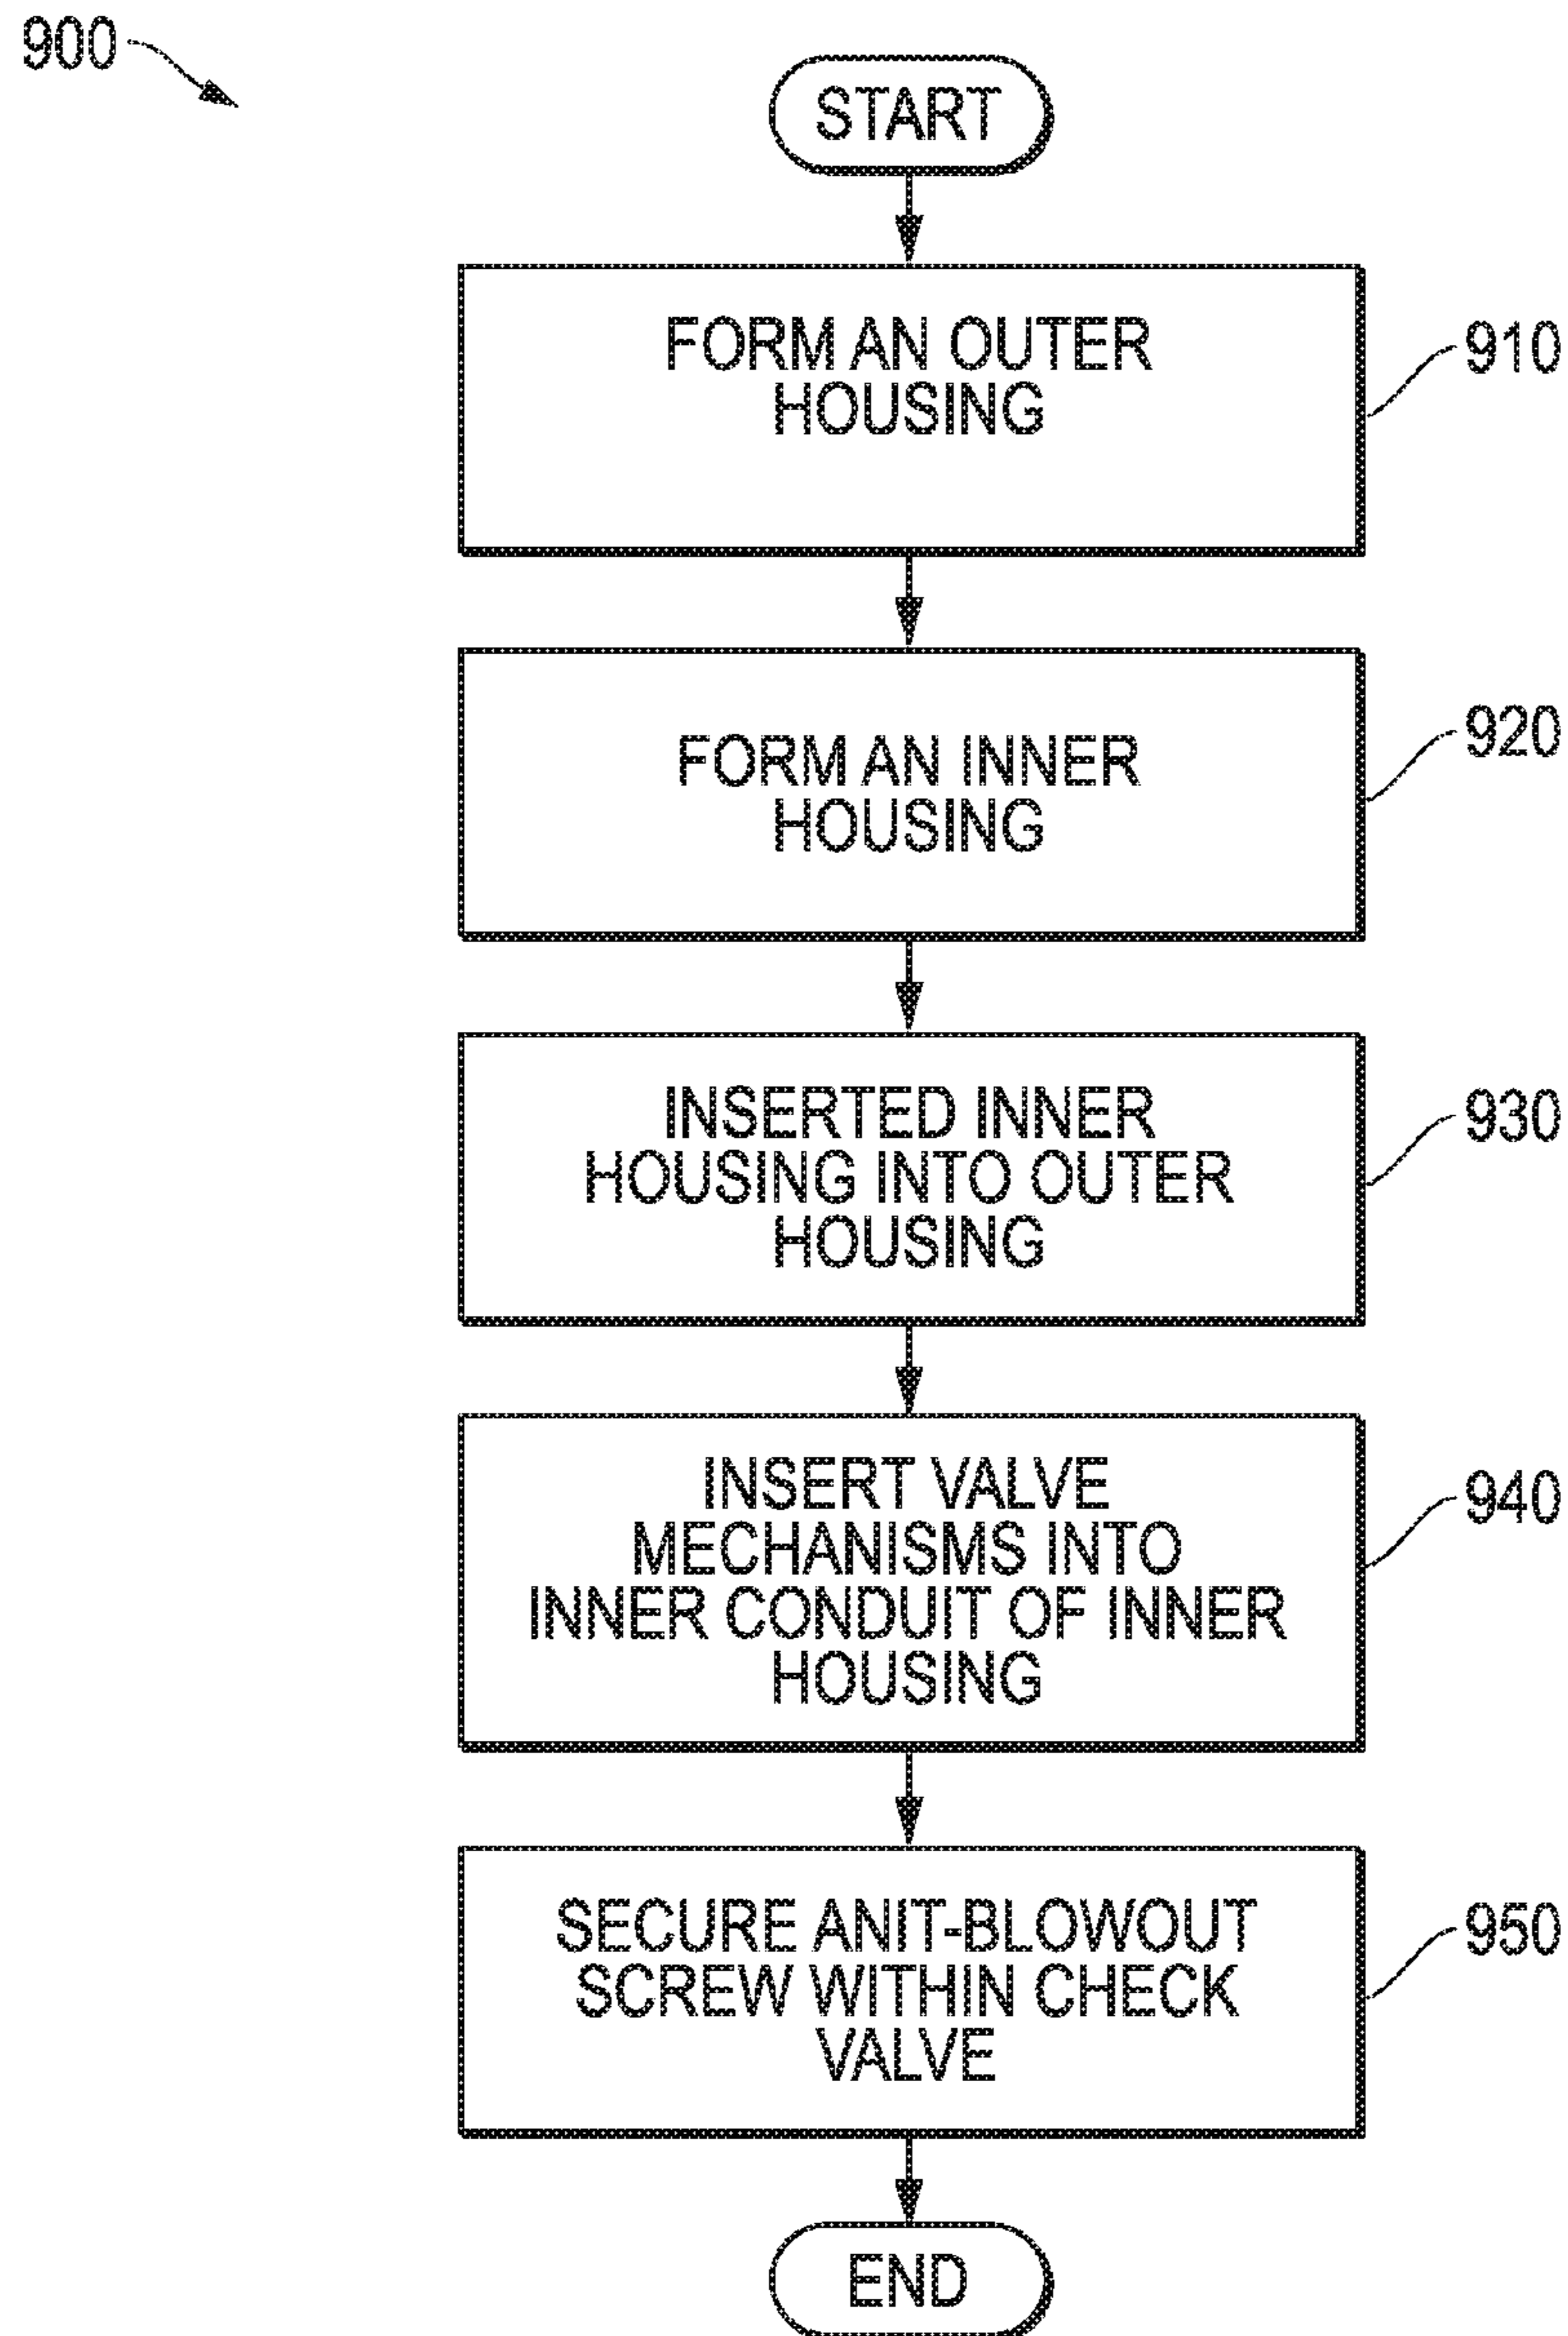 900
START
FORM AN OUTER
HOUSING
910
FORM AN INNER
HOUSING
920
INSERTED INNER
HOUSING INTO OUTER
HOUSING
930
INSERT VALVE
MECHANISMS INTO
INNER CONDUIT OF INNER
HOUSING
940
SECURE ANIT-BLOWOUT
SCREW WITHIN CHECK
VALVE
950
END